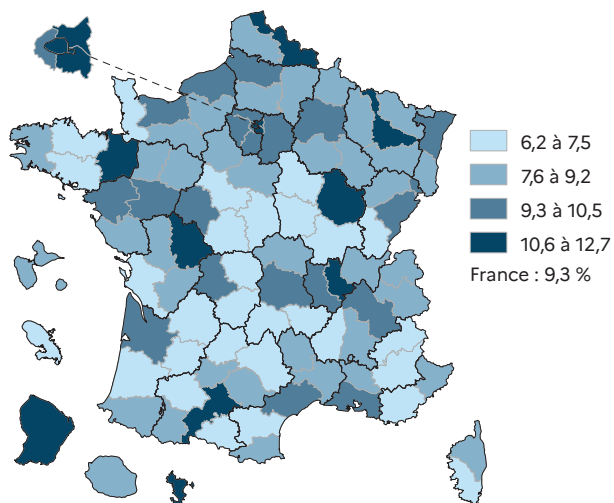 6,2 à 7,5
7,6 à 9,2
9,3 à 10,5
10,6 à 12,7
France : 9,3 %